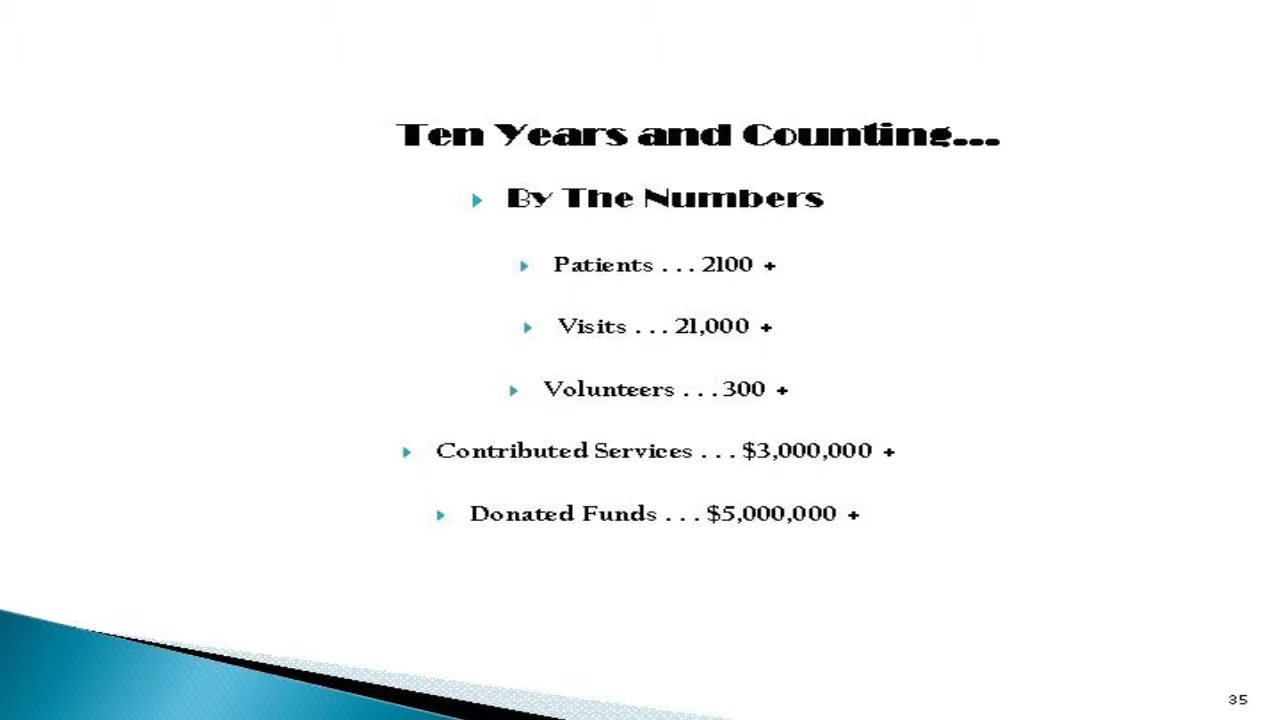 Ten Years and Counting...
By The Numbers
Patients . . . 2100 +
Visits . . . 21,000 +
Volunteers . . . 300 +
Contributed Services . . . $3,000,000 +
Donated Funds . . . $5,000,000 +
35